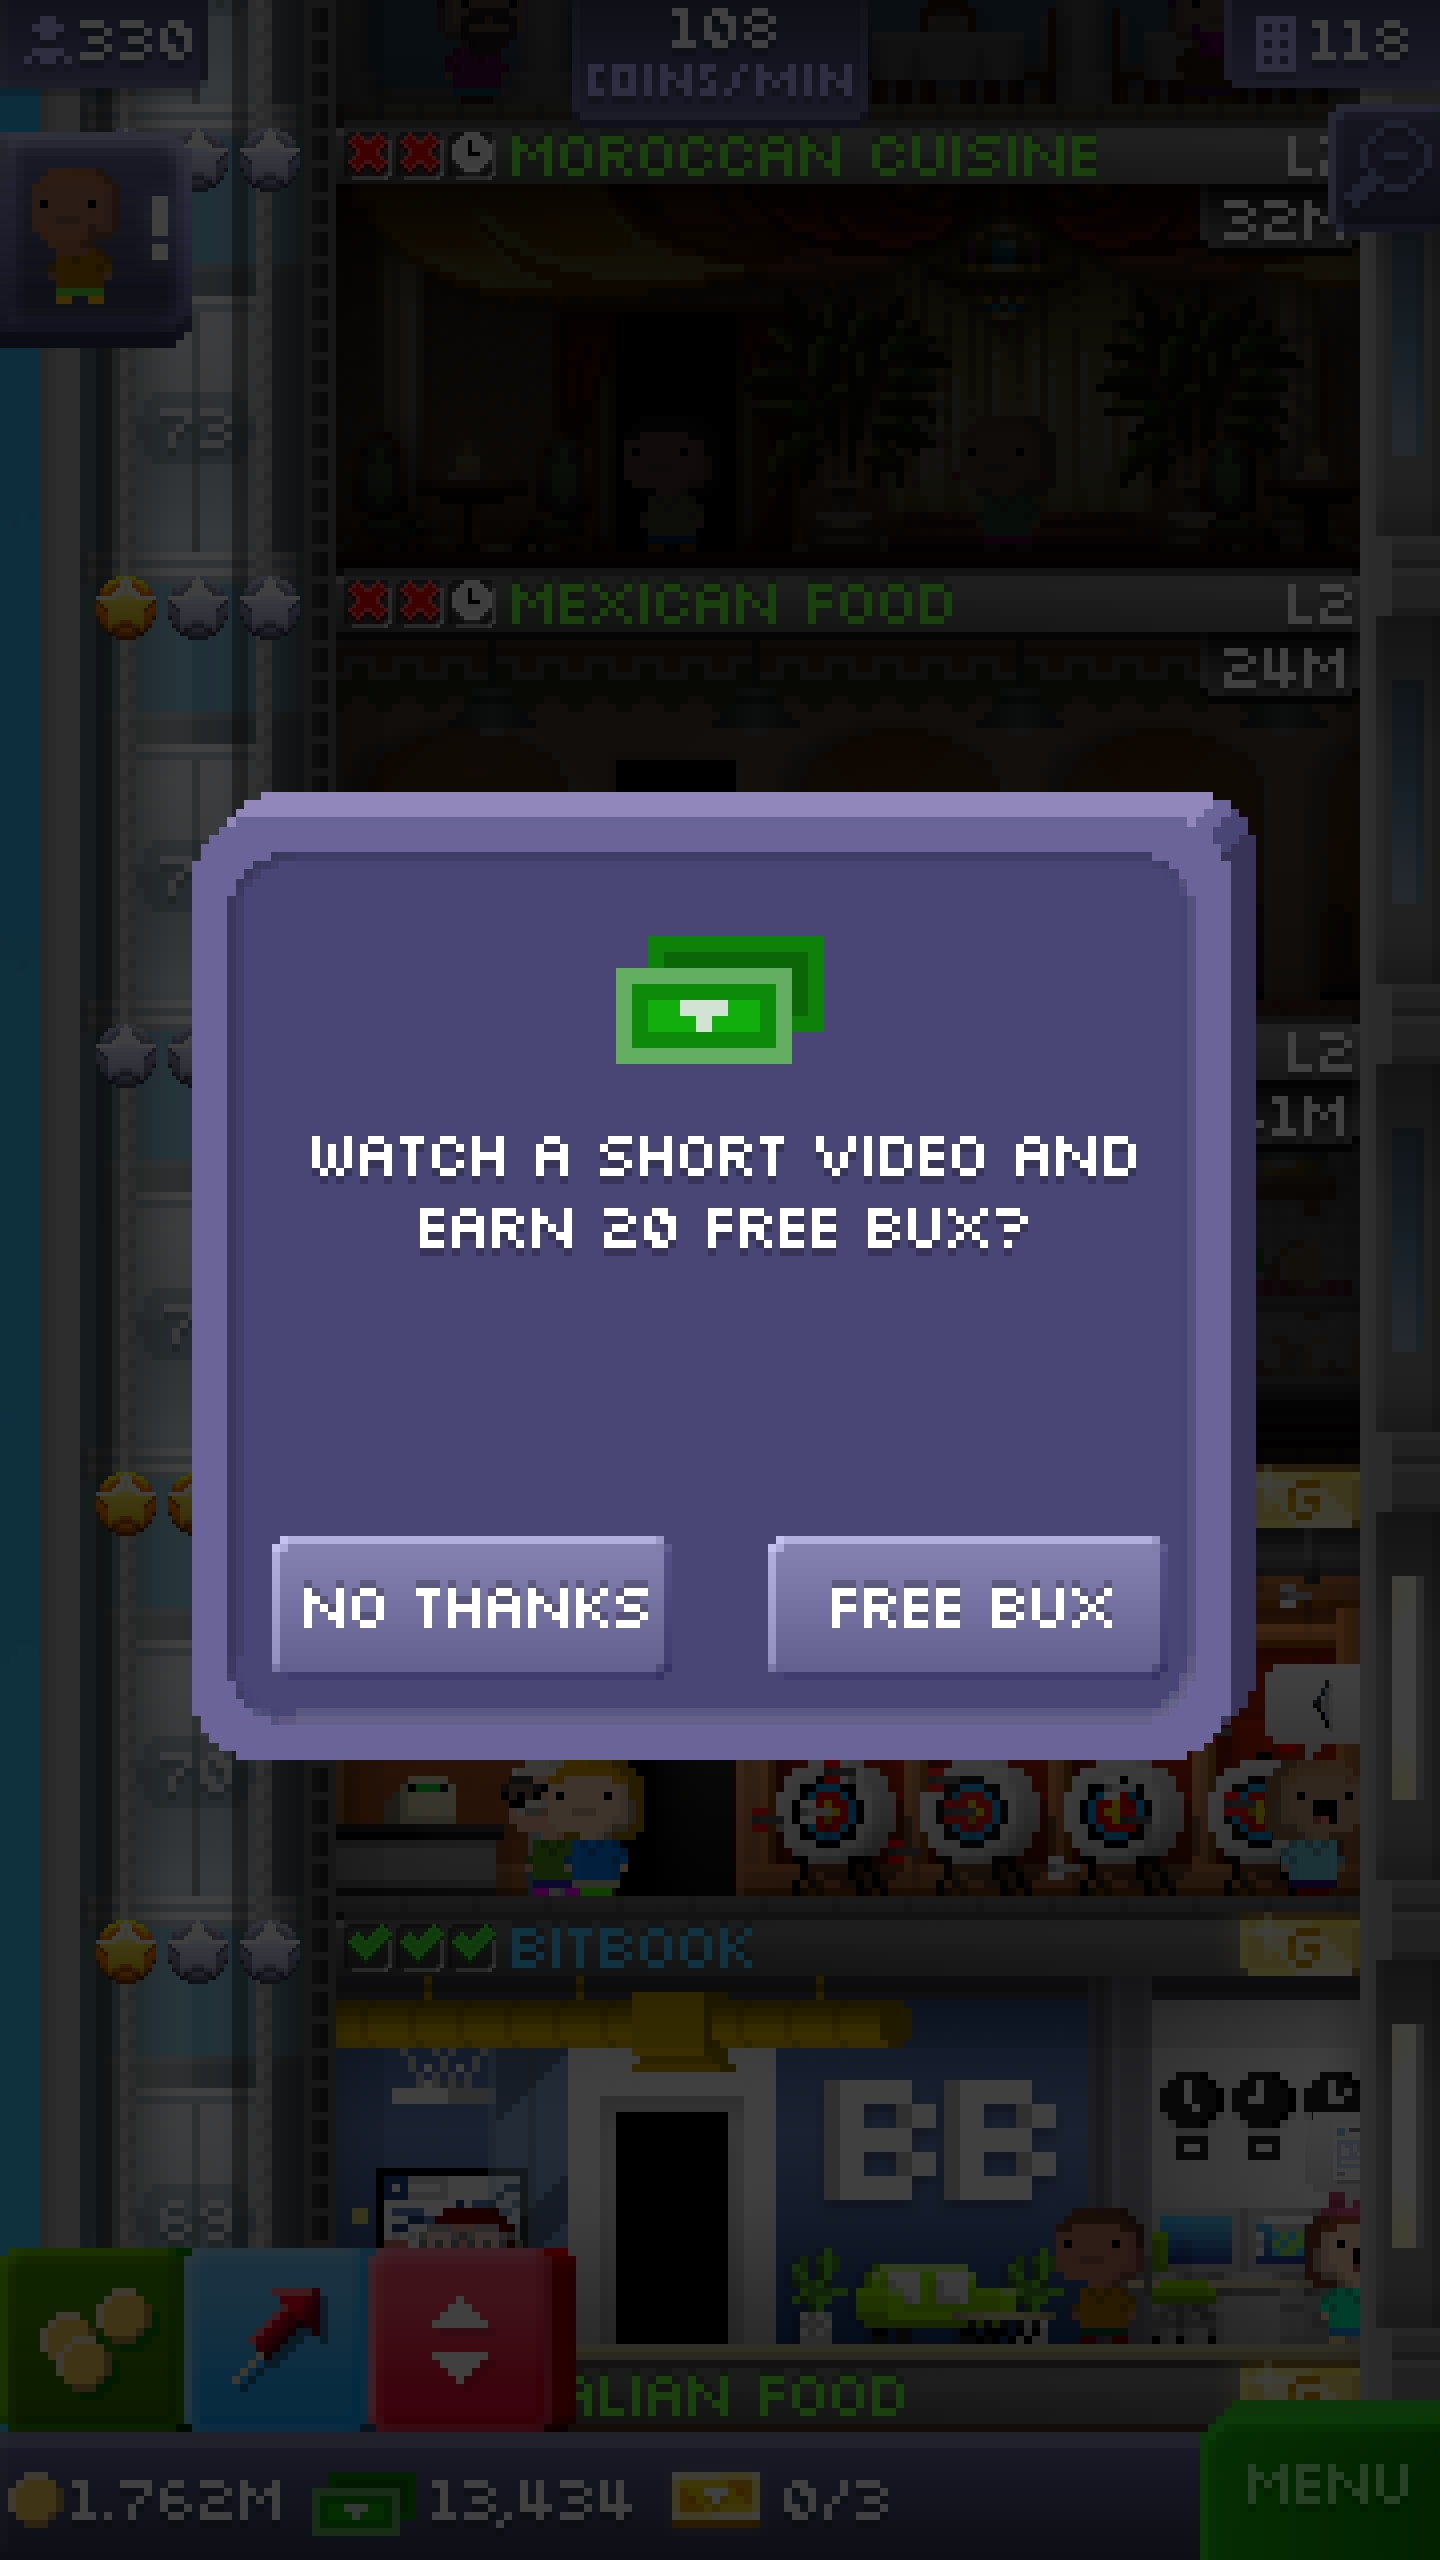 330
108
COINS/MIN
118
MOROCCAN CUISINE
32M
!
73
MEXICAN FOOD L2
24M
L2
WATCH A SHORT VIDEO AND
EARN 20 FREE BUX?
G
NO THANKS
FREE BUX
70
BITBOOK G
BB
69
ALIAN FOOD G
1.762M
13,434
0/3
MENU